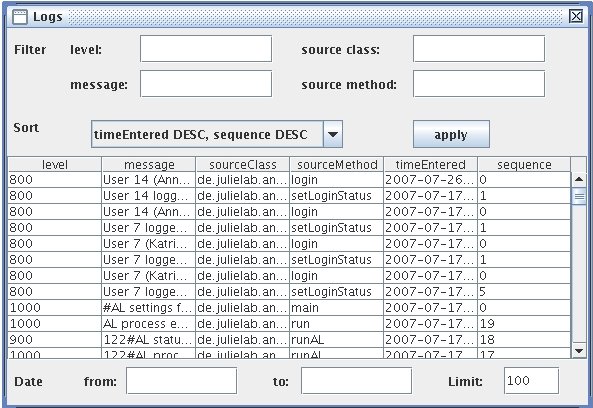 Logs
Filter level: source class:
message: source method:
Sort timeEntered DESC, sequence DESC apply
level message sourceClass sourceMethod timeEntered sequence
800 User 14 (Ann... de.julielab.an... login 2007-07-26... 0
800 User 14 logg... de.julielab.an... setLoginStatus 2007-07-17... 1
800 User 14 (Ann... de.julielab.an... login 2007-07-17... 0
800 User 7 logge... de.julielab.an... setLoginStatus 2007-07-17... 1
800 User 7 (Katri... de.julielab.an... login 2007-07-17... 0
800 User 7 logge... de.julielab.an... setLoginStatus 2007-07-17... 1
800 User 7 (Katri... de.julielab.an... login 2007-07-17... 0
800 User 7 logge... de.julielab.an... setLoginStatus 2007-07-17... 5
1000 #AL settings f... de.julielab.an... main 2007-07-17... 0
1000 AL process e... de.julielab.an... run 2007-07-17... 19
900 122#AL statu... de.julielab.an... runAL 2007-07-17... 18
1000 122#AL proc... de.julielab.an... runAL 2007-07-17... 17
Date from: to: Limit: 100